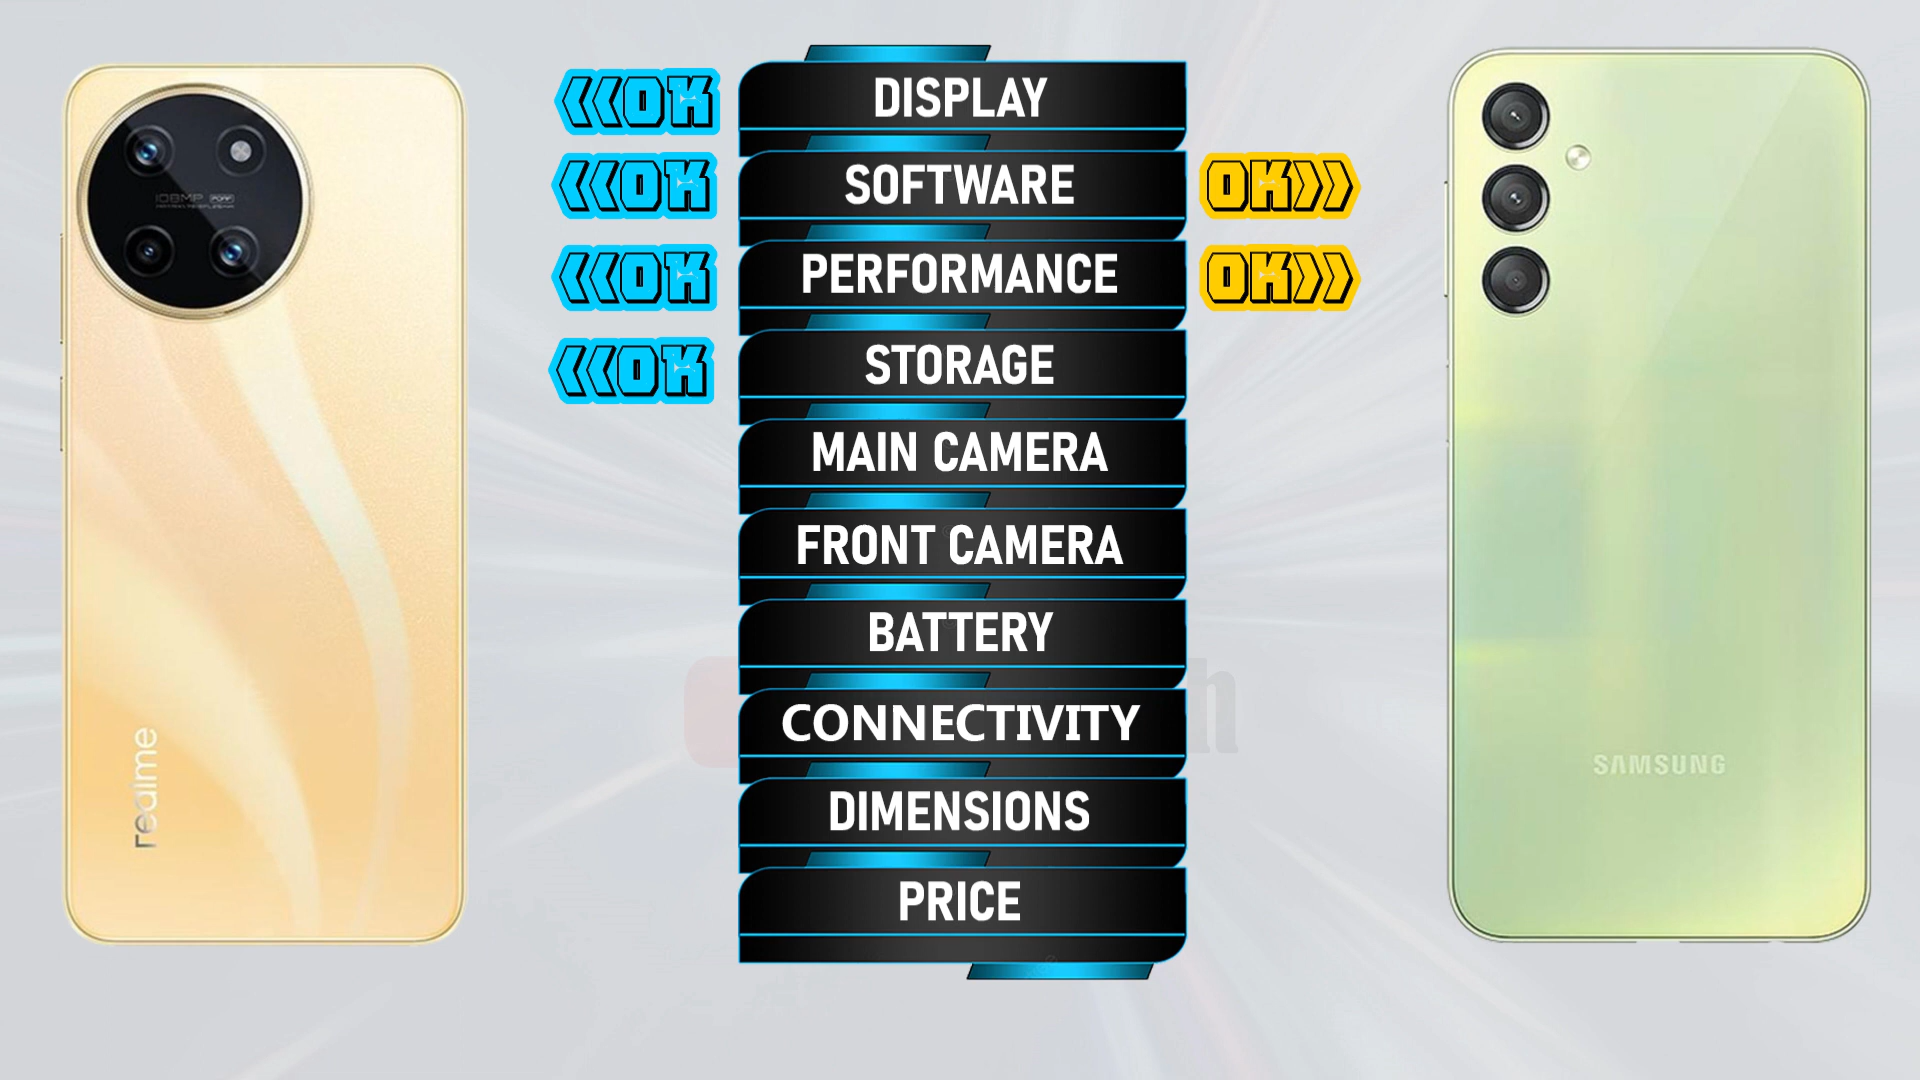 <<OK DISPLAY
<<OK SOFTWARE OK>>
<<OK PERFORMANCE OK>>
<<OK STORAGE
MAIN CAMERA
FRONT CAMERA
BATTERY
CONNECTIVITY
DIMENSIONS
PRICE
108MP
realme
SAMSUNG